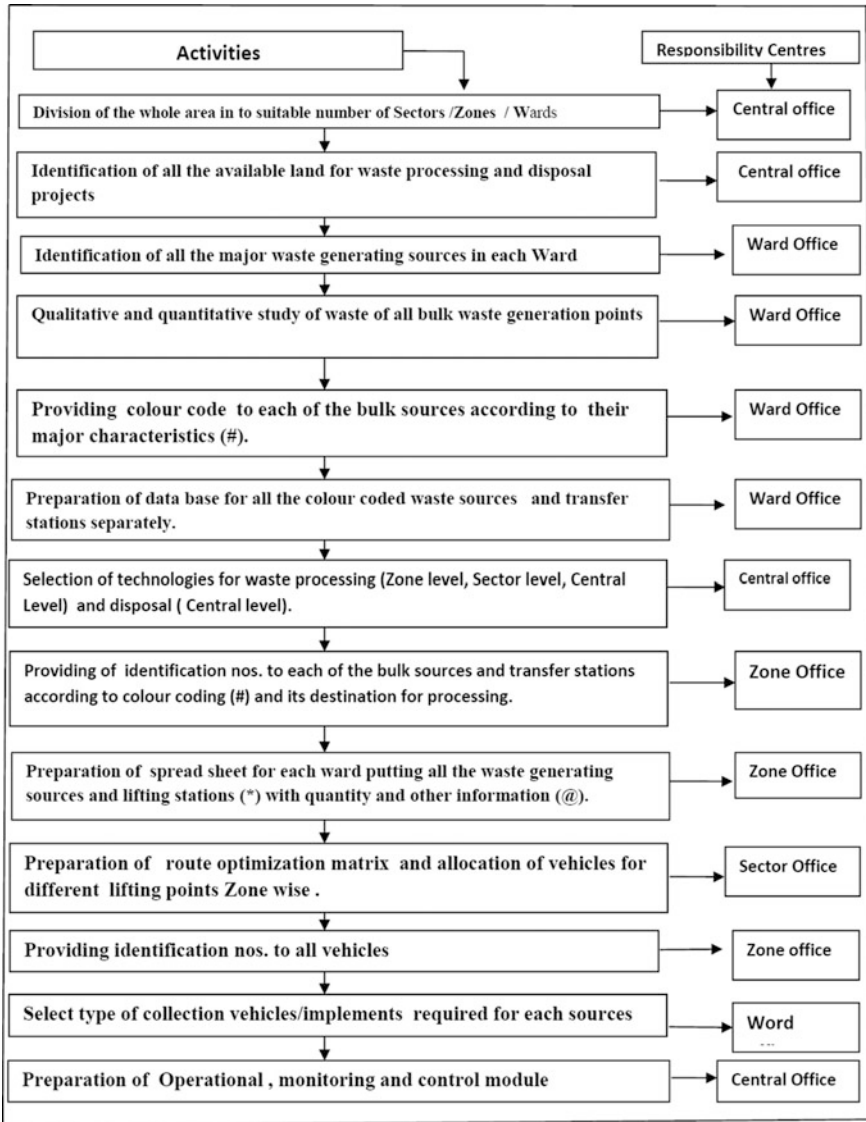 Activities
Responsibility Centres
Division of the whole area in to suitable number of Sectors /Zones / Wards
Central office
Identification of all the available land for waste processing and disposal
projects
Central office
Identification of all the major waste generating sources in each Ward
Ward Office
Qualitative and quantitative study of waste of all bulk waste generation points
Ward Office
Providing colour code to each of the bulk sources according to their
major characteristics (#).
Ward Office
Preparation of data base for all the colour coded waste sources and transfer
stations separately.
Ward Office
Selection of technologies for waste processing (Zone level, Sector level, Central
Level) and disposal ( Central level).
Central office
Providing of identification nos. to each of the bulk sources and transfer stations
according to colour coding (#) and its destination for processing.
Zone Office
Preparation of spread sheet for each ward putting all the waste generating
sources and lifting stations (*) with quantity and other information (@).
Zone Office
Preparation of route optimization matrix and allocation of vehicles for
different lifting points Zone wise .
Sector Office
Providing identification nos. to all vehicles
Zone office
Select type of collection vehicles/implements required for each sources
Word
Preparation of Operational , monitoring and control module
Central Office